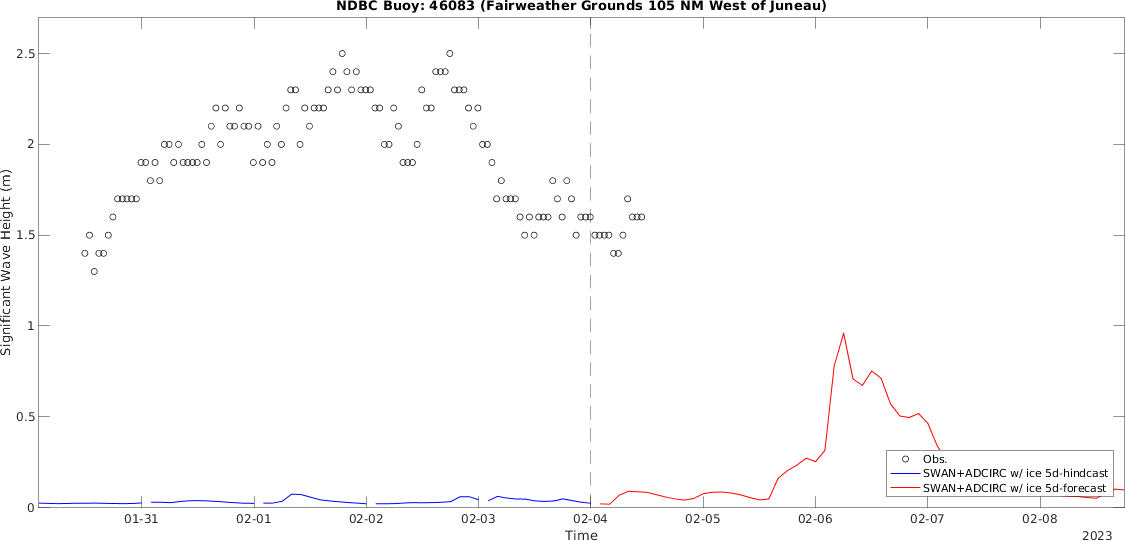 NDBC Buoy: 46083 (Fairweather Grounds 105 NM West of Juneau)
Significant Wave Height (m)
2.5
2
1.5
1
0.5
0
Obs.
SWAN+ADCIRC w/ ice 5d-hindcast
SWAN+ADCIRC w/ ice 5d-forecast
01-31
02-01
02-02
02-03
02-04
02-05
02-06
02-07
02-08
Time
2023